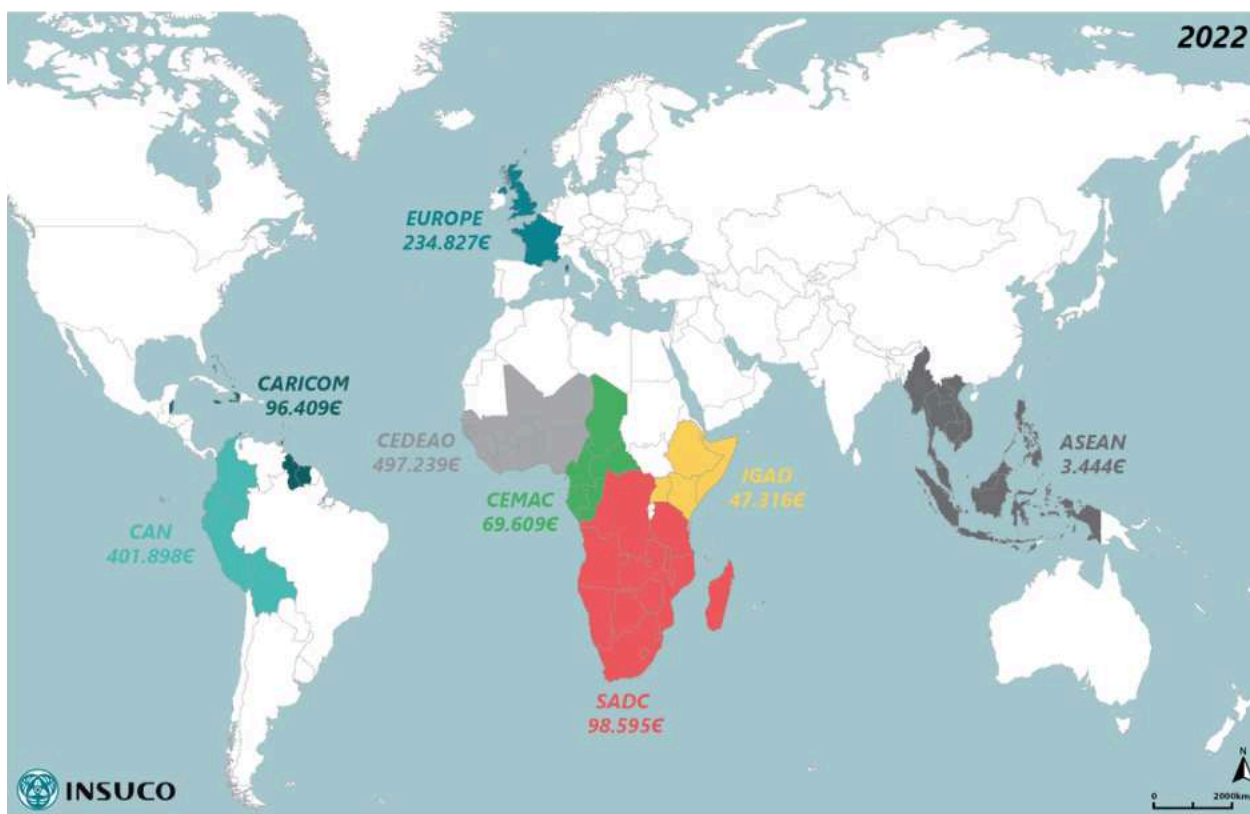 2022
EUROPE
234.827€
CARICOM
96.409€
CEDEAO
497.239€
ASEAN
3.444€
IGAD
47.316€
CEMAC
69.609€
CAN
401.898€
SADC
98.595€
INSUCO
N
0 2000km